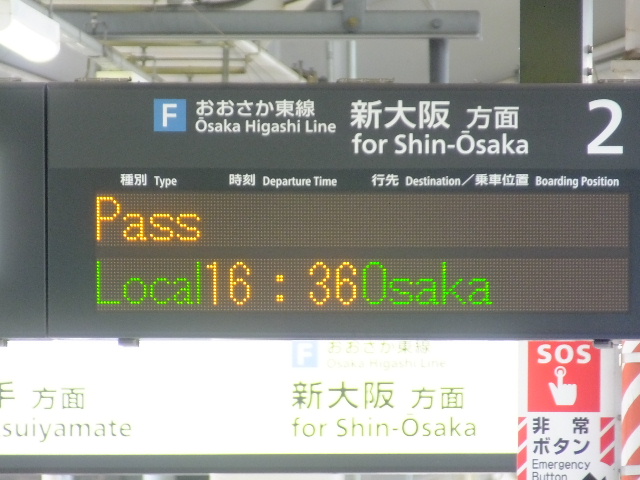 F おおさか東線 新大阪 方面 2
Ōsaka Higashi Line for Shin-Ōsaka
種別 Type 時刻 Departure Time 行先 Destination/乗車位置 Boarding Position
Pass
Local 16:36 Osaka
F おおさか東線
Osaka Higashi Line
手 方面 新大阪 方面
suiyamate for Shin-Ōsaka
SOS
非常
ボタン
Emergency
Button